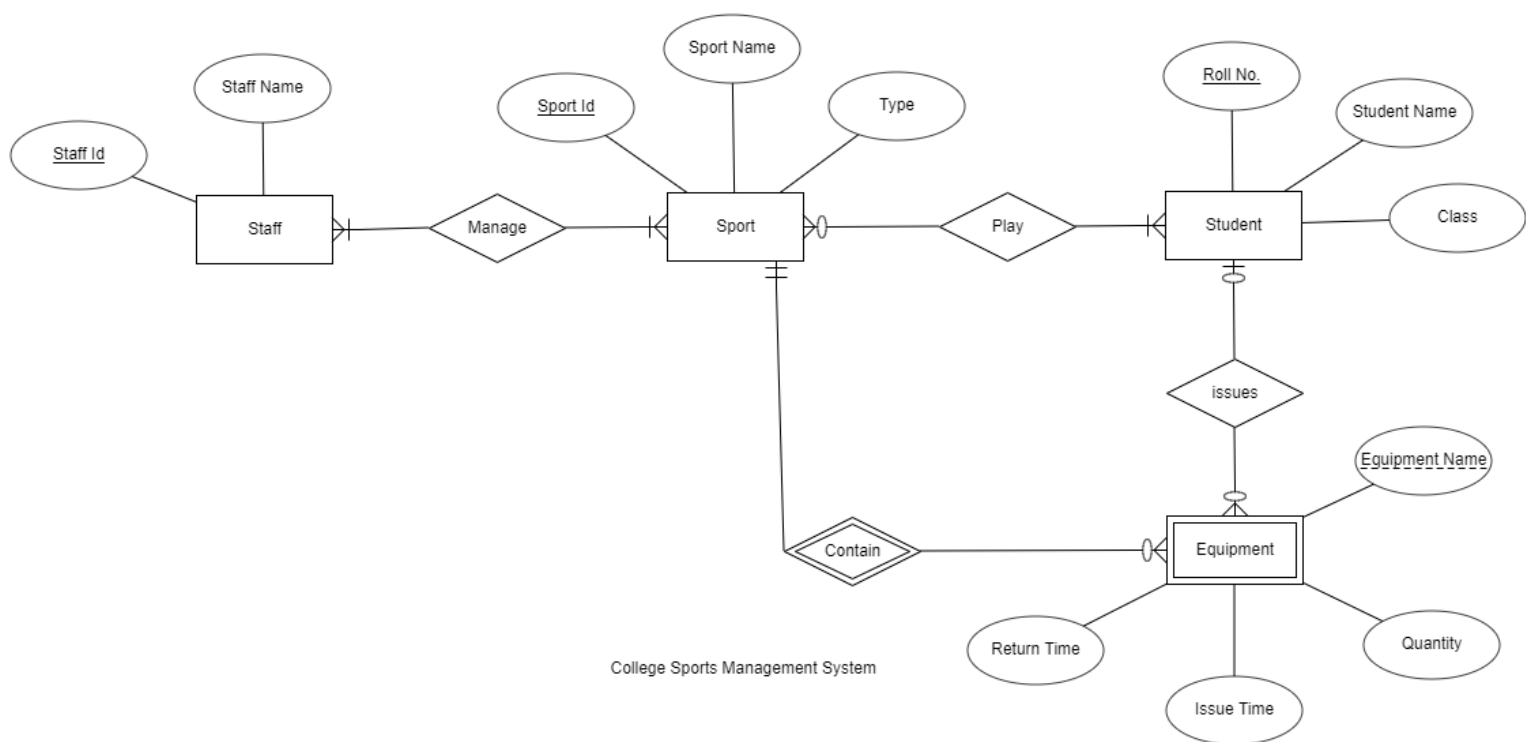 Sport Name
Staff Name
Sport Id
Type
Roll No.
Student Name
Staff Id
Class
Staff
Manage
Sport
Play
Student
issues
Equipment Name
Contain
Equipment
Return Time
Quantity
College Sports Management System
Issue Time